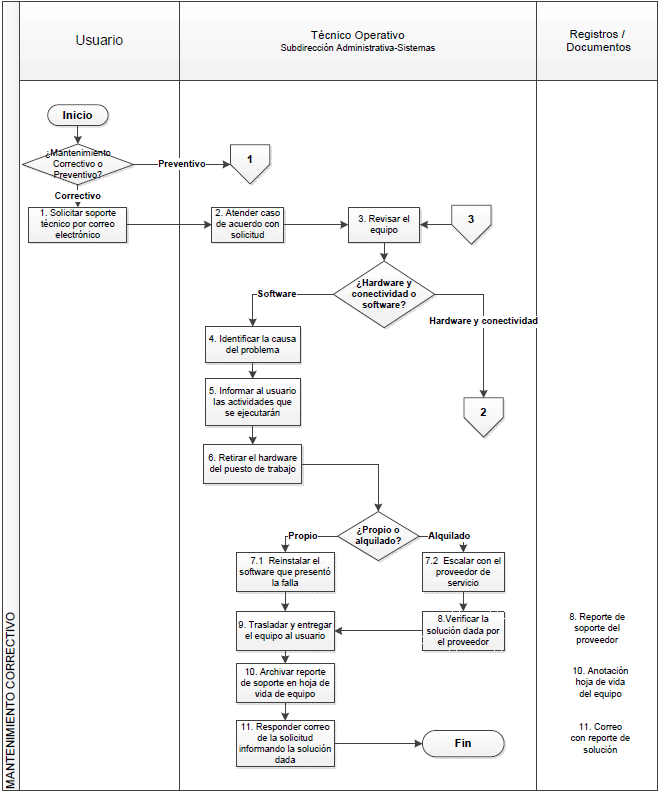 Usuario
Técnico Operativo
Subdirección Administrativa-Sistemas
Registros /
Documentos
Inicio
¿Mantenimiento
Correctivo o
Preventivo?
Preventivo
1
Correctivo
1. Solicitar soporte
técnico por correo
electrónico
2. Atender caso
de acuerdo con
solicitud
3. Revisar el
equipo
3
¿Hardware y
conectividad o
software?
Software
Hardware y conectividad
4. Identificar la causa
del problema
5. Informar al usuario
las actividades que
se ejecutarán
2
6. Retirar el hardware
del puesto de trabajo
¿Propio o
alquilado?
Propio
Alquilado
7.1 Reinstalar el
software que presentó
la falla
7.2 Escalar con el
proveedor de
servicio
9. Trasladar y entregar
el equipo al usuario
8.Verificar la
solución dada por
el proveedor
8. Reporte de
soporte del
proveedor
10. Archivar reporte
de soporte en hoja de
vida de equipo
10. Anotación
hoja de vida
del equipo
11. Responder correo
de la solicitud
informando la solución
dada
Fin
11. Correo
con reporte de
solución
MANTENIMIENTO CORRECTIVO